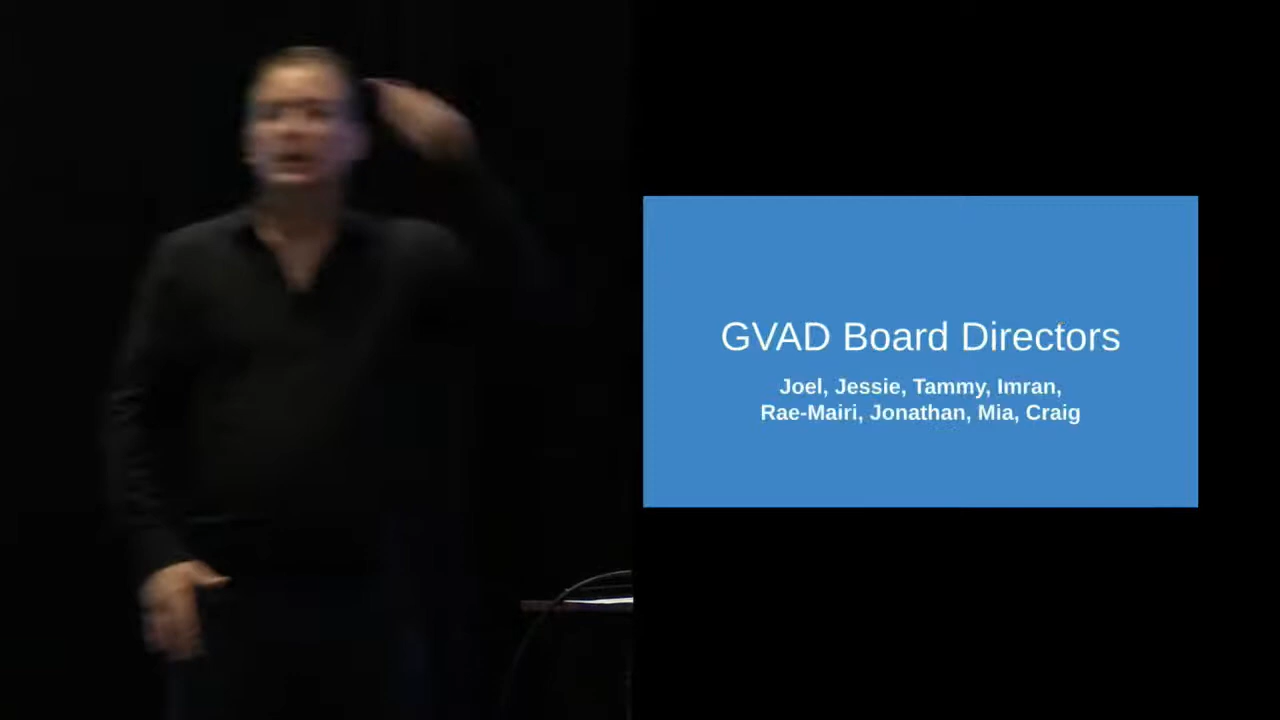 GVAD Board Directors
Joel, Jessie, Tammy, Imran,
Rae-Mairi, Jonathan, Mia, Craig